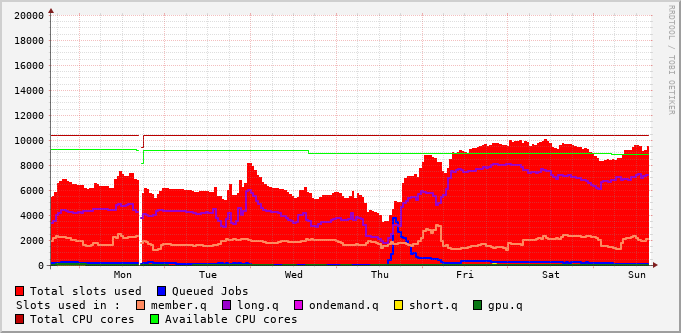 RRDTOOL / TOBI OETIKER
20000
18000
16000
14000
12000
10000
8000
6000
4000
2000
0
Mon Tue Wed Thu Fri Sat Sun
Total slots used Queued Jobs
Slots used in : member.q long.q ondemand.q short.q gpu.q
Total CPU cores Available CPU cores